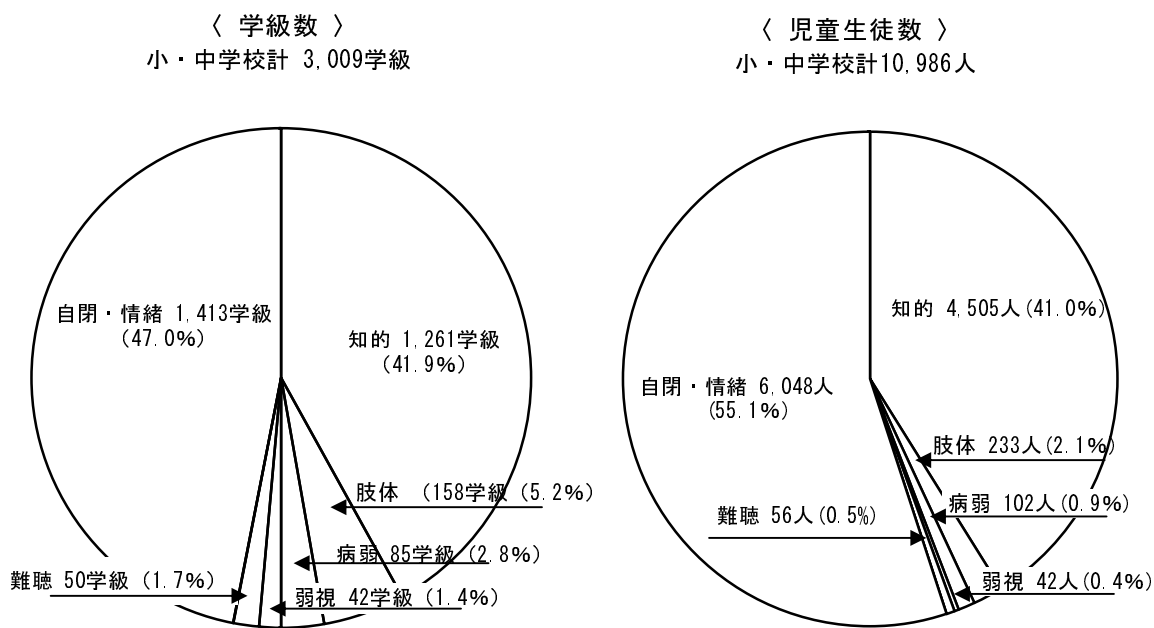 〈 学級数 〉
小・中学校計 3,009学級
自閉・情緒 1,413学級
(47.0%)
知的 1,261学級
(41.9%)
肢体 (158学級 (5.2%)
病弱 85学級 (2.8%)
難聴 50学級 (1.7%)
弱視 42学級 (1.4%)
〈 児童生徒数 〉
小・中学校計10,986人
知的 4,505人(41.0%)
自閉・情緒 6,048人
(55.1%)
肢体 233人(2.1%)
病弱 102人(0.9%)
難聴 56人(0.5%)
弱視 42人(0.4%)